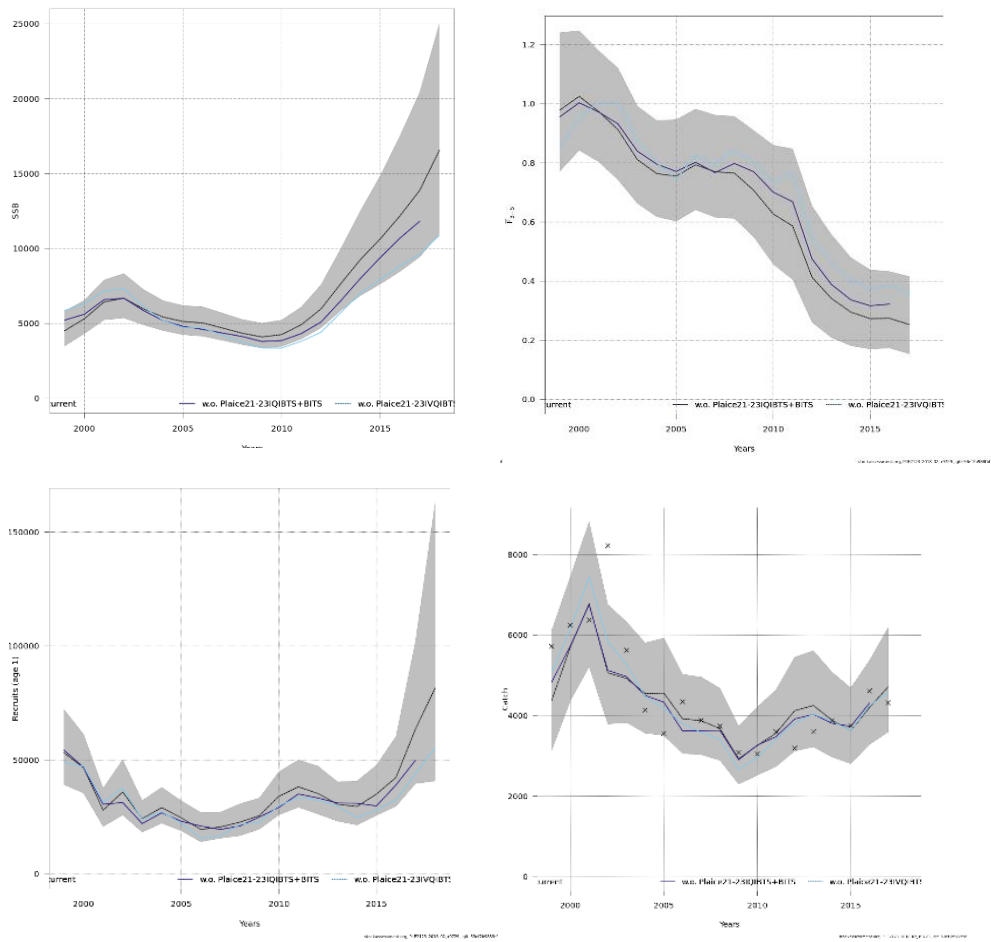 25000
20000
15000
10000
5000
0
SSB
urrent
w.o. Plaice21-23IQIBTS+BITS
w.o. Plaice21-23IVQIBTS
2000
2005
2010
2015
Years
1.2
1.0
0.8
0.6
0.4
0.2
0.0
urrent
w.o. Plaice21-23IQIBTS+BITS
w.o. Plaice21-23IVQIBTS
2000
2005
2010
2015
Years
150000
100000
50000
0
Recruits (age 1)
urrent
w.o. Plaice21-23IQIBTS+BITS
w.o. Plaice21-23IVQIBTS
2000
2005
2010
2015
Years
8000
6000
4000
2000
0
Catch
urrent
w.o. Plaice21-23IQIBTS+BITS
w.o. Plaice21-23IVQIBTS
2000
2005
2010
2015
Years